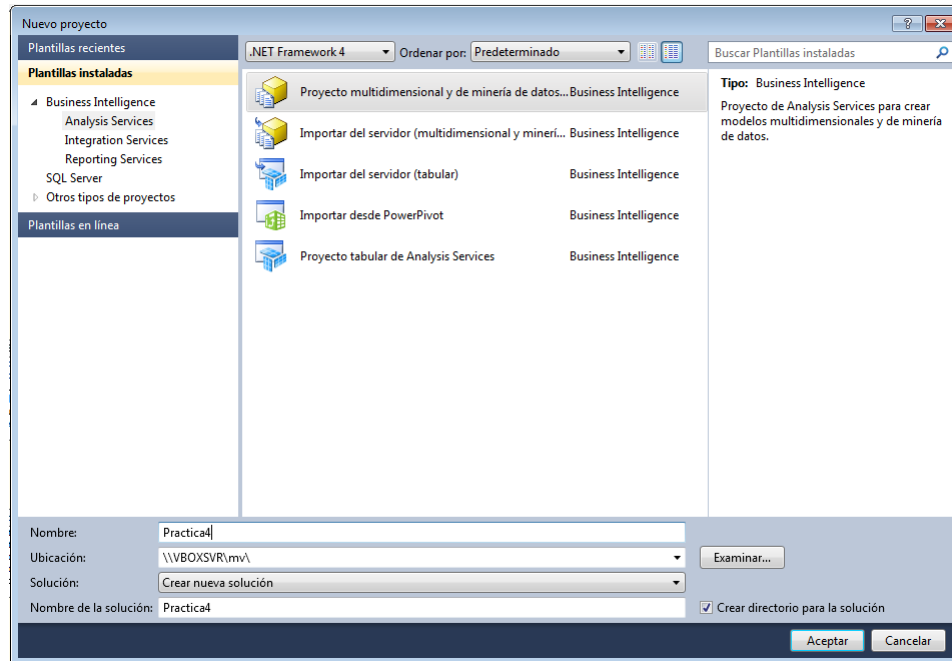 Nuevo proyecto
Plantillas recientes
.NET Framework 4 Ordenar por: Predeterminado
Buscar Plantillas instaladas
Plantillas instaladas
Business Intelligence
Analysis Services
Integration Services
Reporting Services
SQL Server
Otros tipos de proyectos
Plantillas en línea
Proyecto multidimensional y de minería de datos... Business Intelligence
Importar del servidor (multidimensional y minerí... Business Intelligence
Importar del servidor (tabular) Business Intelligence
Importar desde PowerPivot Business Intelligence
Proyecto tabular de Analysis Services Business Intelligence
Tipo: Business Intelligence
Proyecto de Analysis Services para crear
modelos multidimensionales y de minería
de datos.
Nombre: Practica4
Ubicación: \\VBOXSVR\mv\ Examinar...
Solución: Crear nueva solución
Nombre de la solución: Practica4 Crear directorio para la solución
Aceptar Cancelar